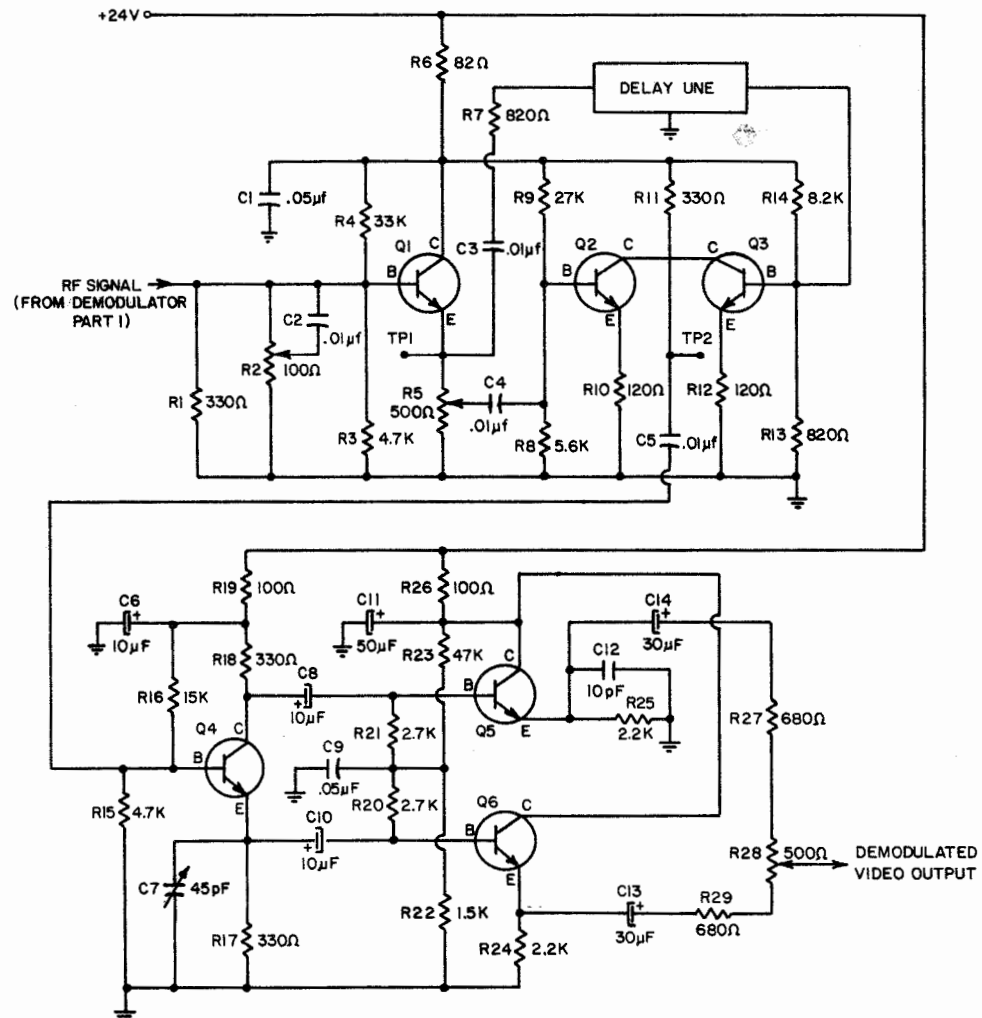 +24V
R6
82Ω
R7
820Ω
DELAY UNE
C1
.05μf
R4
33K
Q1
C
B
E
C3
.01μf
R9
27K
R11
330Ω
R14
8.2K
Q2
C
B
E
C
Q3
B
E
RF SIGNAL
(FROM DEMODULATOR
PART I)
C2
.01μf
R2
100Ω
R1
330Ω
TP1
R5
500Ω
C4
.01μf
R3
4.7K
R8
5.6K
R10
120Ω
TP2
R12
120Ω
C5
.01μf
R13
820Ω
R19
100Ω
R26
100Ω
C6
+
10μF
C11
+
50μF
C14
+
30μF
R18
330Ω
R23
47K
C12
10pF
R16
15K
C8
+
10μF
B
C
E
Q5
R25
2.2K
R27
680Ω
Q4
C
B
E
R21
2.7K
C9
.05μF
R20
2.7K
Q6
C
B
E
R15
4.7K
C10
+
10μF
R28
500Ω
DEMODULATED
VIDEO OUTPUT
C7
45pF
R22
1.5K
C13
+
30μF
R29
680Ω
R17
330Ω
R24
2.2K